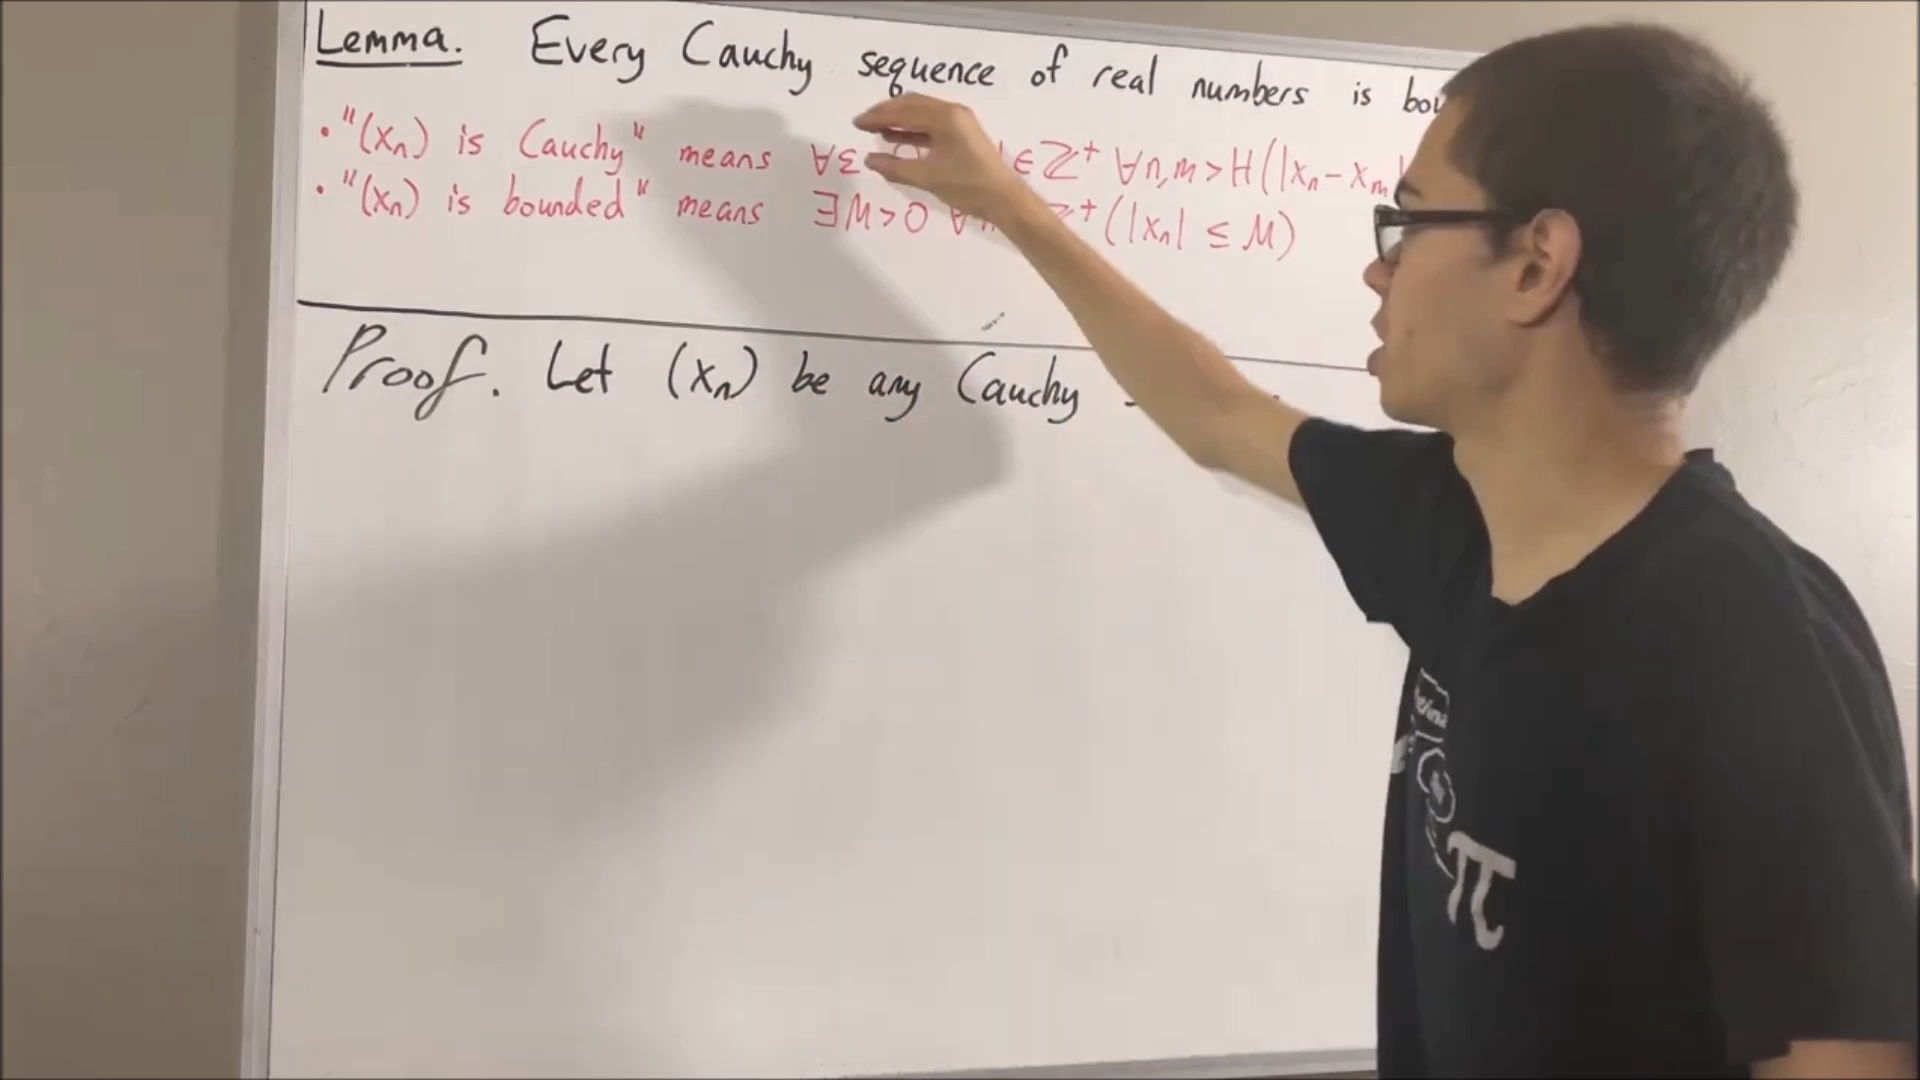 Lemma. Every Cauchy sequence of real numbers is
• "(xₙ) is Cauchy" means ∀ε ∈ℤ⁺ ∀n,m>H(|xₙ-xₘ|
• "(xₙ) is bounded" means ∃M>0 ∀ ⁺(|xₙ| ≤ M)
Proof. Let (xₙ) be any Cauchy
π